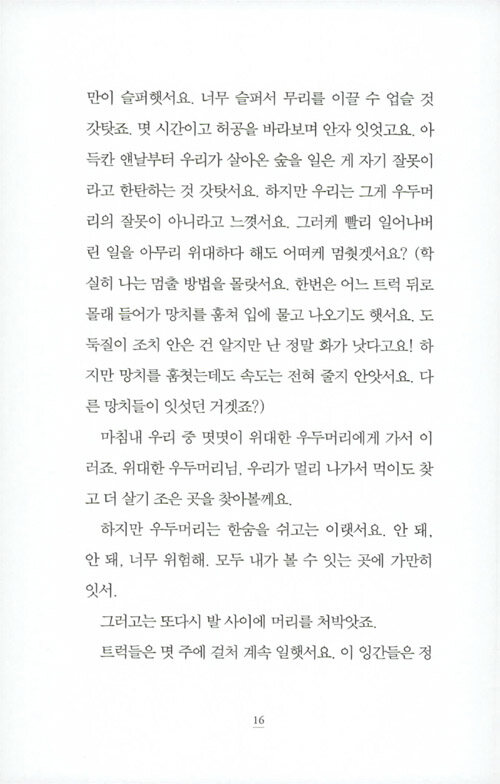 만이 슬퍼햇서요. 너무 슬퍼서 무리를 이끌 수 업슬 것
갓탓죠. 몇 시간이고 허공을 바라보며 안자 잇엇고요. 아
득칸 앤날부터 우리가 살아온 숲을 일은 게 자기 잘못이
라고 한탄하는 것 갓탓서요. 하지만 우리는 그게 우두머
리의 잘못이 아니라고 느꼇서요. 그러케 빨리 일어나버
린 일을 아무리 위대하다 해도 어떠케 멈춧겟서요? (학
실히 나는 멈출 방법을 몰랏서요. 한번은 어느 트럭 뒤로
몰래 들어가 망치를 훔쳐 입에 물고 나오기도 햇서요. 도
둑질이 조치 안은 건 알지만 난 정말 화가 낫다고요! 하
지만 망치를 훔쳣는데도 속도는 전혀 줄지 안앗서요. 다
른 망치들이 잇섯던 거겟죠?)
마침내 우리 중 몃몃이 위대한 우두머리에게 가서 이
러죠. 위대한 우두머리님, 우리가 멀리 나가서 먹이도 찾
고 더 살기 조은 곳을 찾아볼께요.
하지만 우두머리는 한숨을 쉬고는 이랫서요. 안 돼,
안 돼, 너무 위험해. 모두 내가 볼 수 잇는 곳에 가만히
잇서.
그러고는 또다시 발 사이에 머리를 처박앗죠.
트럭들은 몃 주에 걸처 계속 일햇서요. 이 잉간들은 정
16